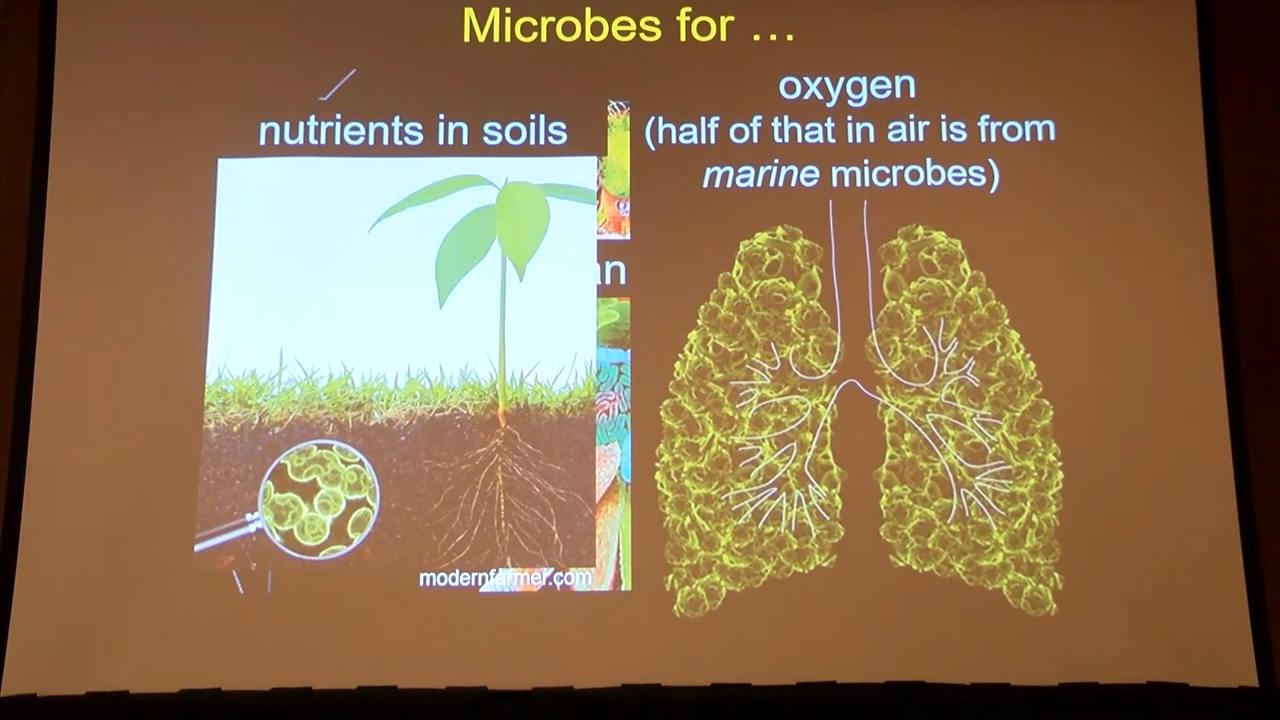 Microbes for …
nutrients in soils
modernfarmer.com
oxygen
(half of that in air is from
marine microbes)